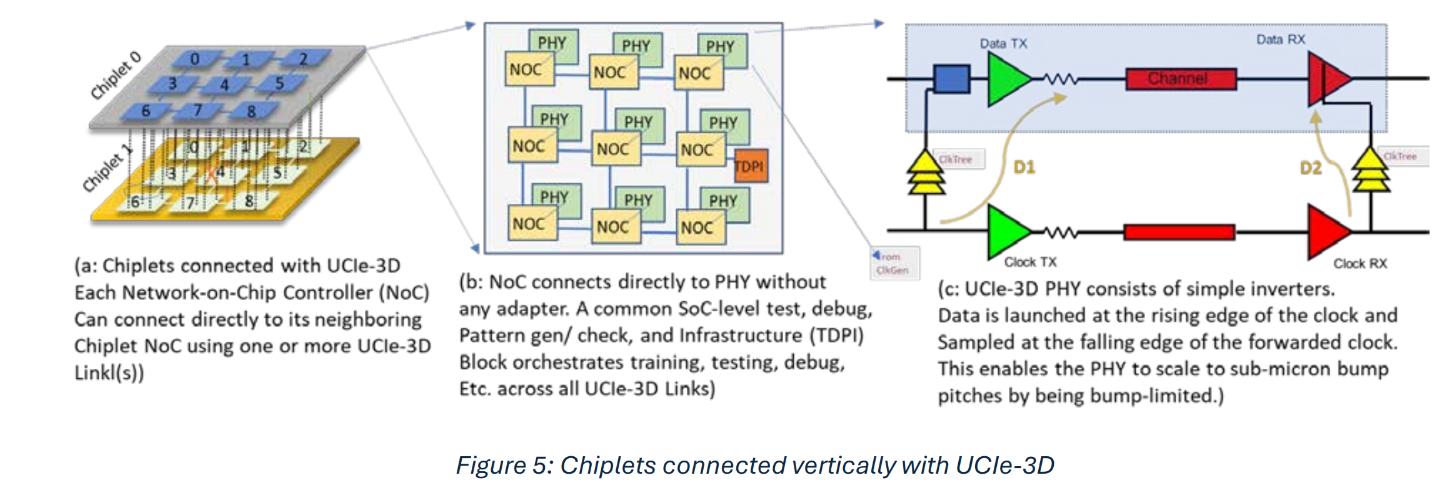 Chiplet 0
0 1 2
3 4 5
6 7 8
Chiplet 1
0 1 2
3 4 5
6 7 8
(a: Chiplets connected with UCIe-3D
Each Network-on-Chip Controller (NoC)
Can connect directly to its neighboring
Chiplet NoC using one or more UCIe-3D
Linkl(s))
PHY PHY PHY
NOC NOC NOC
PHY PHY PHY
NOC NOC NOC
TDPI
PHY PHY PHY
NOC NOC NOC
(b: NoC connects directly to PHY without
any adapter. A common SoC-level test, debug,
Pattern gen/ check, and Infrastructure (TDPI)
Block orchestrates training, testing, debug,
Etc. across all UCIe-3D Links)
Data TX
Data RX
Channel
ClkTree
D1
D2
ClkTree
Clock TX
Clock RX
From
ClkGen
(c: UCIe-3D PHY consists of simple inverters.
Data is launched at the rising edge of the clock and
Sampled at the falling edge of the forwarded clock.
This enables the PHY to scale to sub-micron bump
pitches by being bump-limited.)
Figure 5: Chiplets connected vertically with UCIe-3D